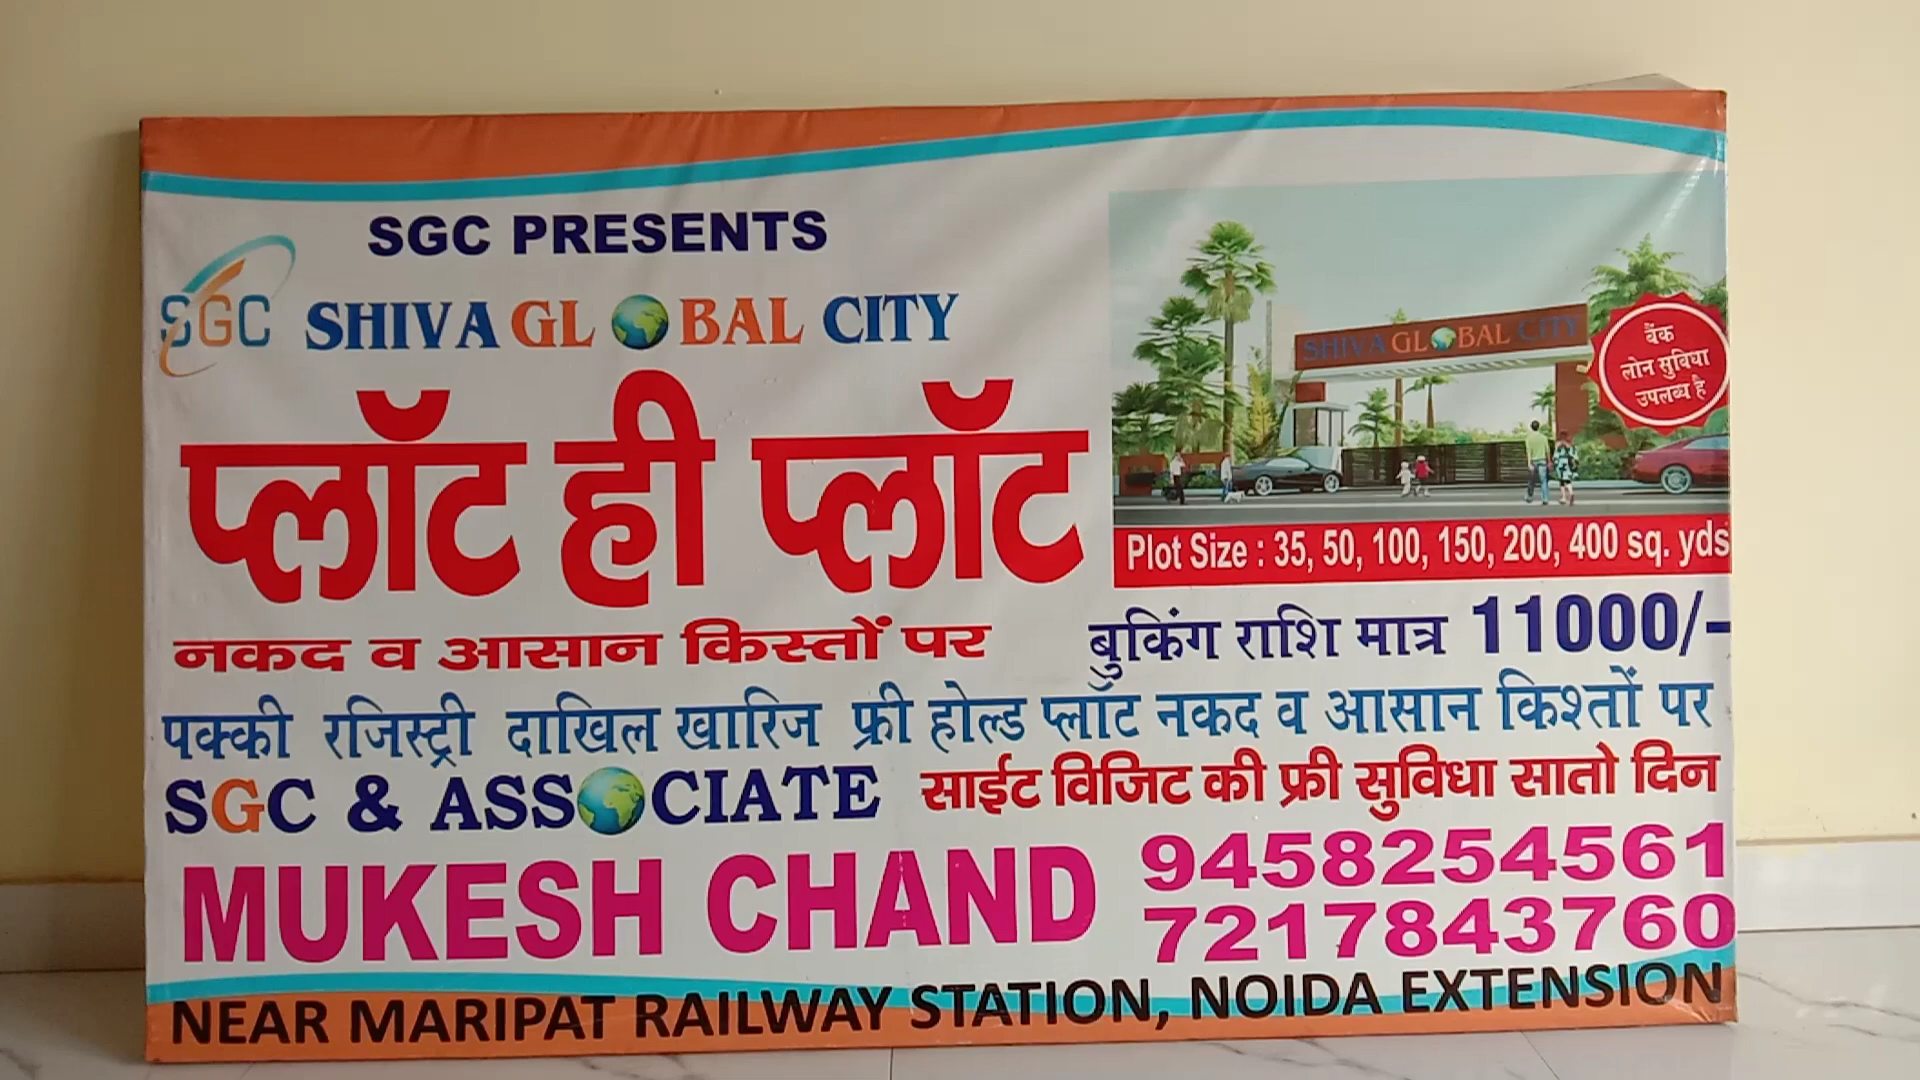 SGC PRESENTS
SGC
SHIVA GLOBAL CITY
प्लॉट ही प्लॉट
SHIVA GLOBAL CITY
बैंक
लोन सुविधा
उपलब्ध है
Plot Size : 35, 50, 100, 150, 200, 400 sq. yds
नकद व आसान किस्तों पर
बुकिंग राशि मात्र 11000/-
पक्की रजिस्ट्री दाखिल खारिज फ्री होल्ड प्लॉट नकद व आसान किश्तों पर
SGC & ASSOCIATE साईट विजिट की फ्री सुविधा सातो दिन
MUKESH CHAND
9458254561
7217843760
NEAR MARIPAT RAILWAY STATION, NOIDA EXTENSION